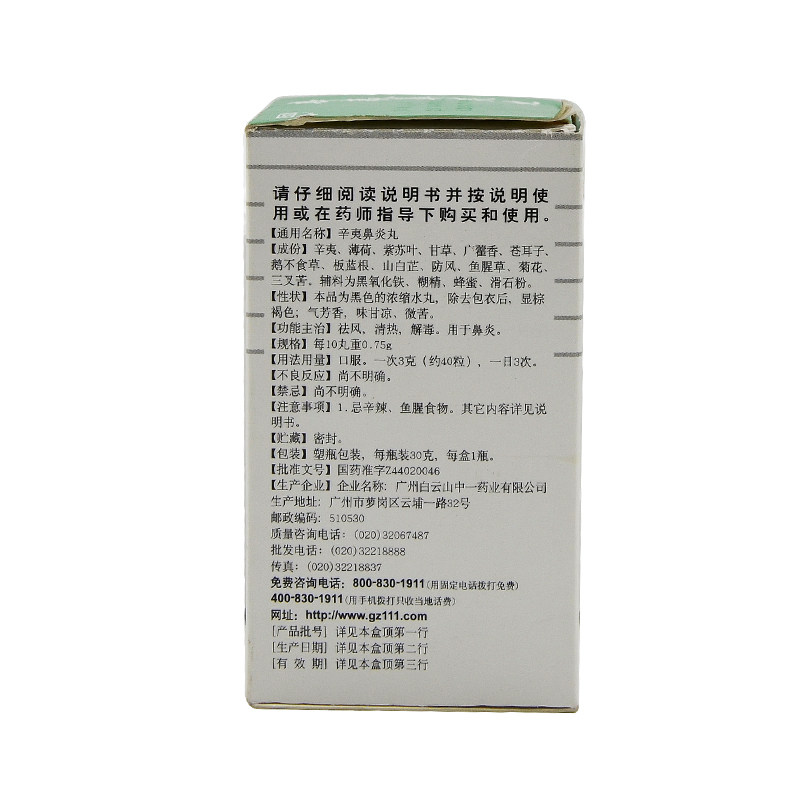 请仔细阅读说明书并按说明使
用或在药师指导下购买和使用。
【通用名称】辛夷鼻炎丸
【成份】辛夷、薄荷、紫苏叶、甘草、广藿香、苍耳子、
鹅不食草、板蓝根、山白芷、防风、鱼腥草、菊花、
三叉苦。辅料为黑氧化铁、糊精、蜂蜜、滑石粉。
【性状】本品为黑色的浓缩水丸，除去包衣后、显棕
褐色；气芳香，味甘凉、微苦。
【功能主治】祛风，清热，解毒。用于鼻炎。
【规格】每10丸重0.75g
【用法用量】口服。一次3克（约40粒），一日3次。
【不良反应】尚不明确。
【禁忌】尚不明确。
【注意事项】1.忌辛辣、鱼腥食物。其它内容详见说
明书。
【贮藏】密封。
【包装】塑瓶包装，每瓶装30克，每盒1瓶。
【批准文号】国药准字Z44020046
【生产企业】企业名称：广州白云山中一药业有限公司
生产地址：广州市萝岗区云埔一路32号
邮政编码：510530
质量咨询电话：(020)32067487
批发电话：(020)32218888
传真：(020)32218837
免费咨询电话：800-830-1911(用固定电话拨打免费)
400-830-1911(用手机拨打只收当地话费)
网址：http://www.gz111.com
[产品批号] 详见本盒顶第一行
[生产日期] 详见本盒顶第二行
[有 效 期] 详见本盒顶第三行